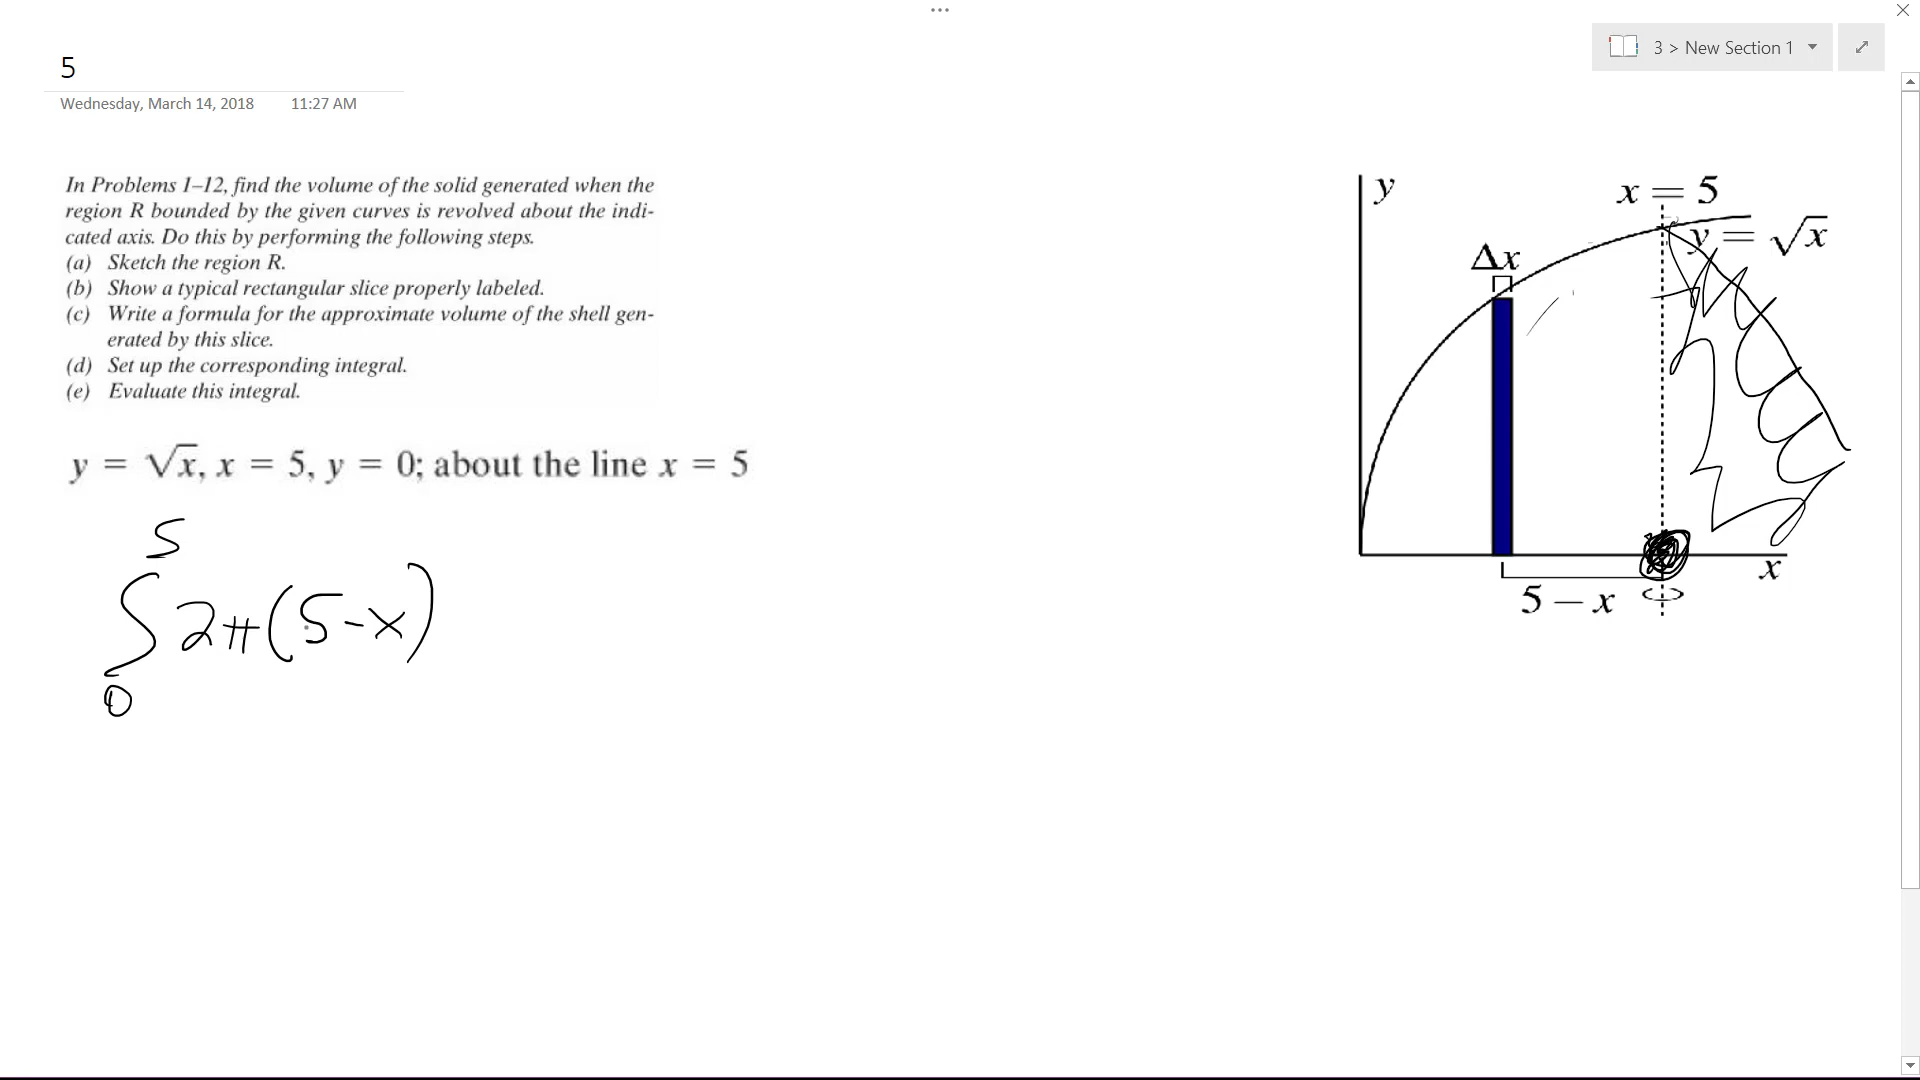 3 > New Section 1
5
Wednesday, March 14, 2018 11:27 AM
In Problems 1–12, find the volume of the solid generated when the
region R bounded by the given curves is revolved about the indi-
cated axis. Do this by performing the following steps.
(a) Sketch the region R.
(b) Show a typical rectangular slice properly labeled.
(c) Write a formula for the approximate volume of the shell gen-
erated by this slice.
(d) Set up the corresponding integral.
(e) Evaluate this integral.
y = √x, x = 5, y = 0; about the line x = 5
5
∫ 2π(5-x)
0
y
x = 5
y = √x
Δx
x
5 – x